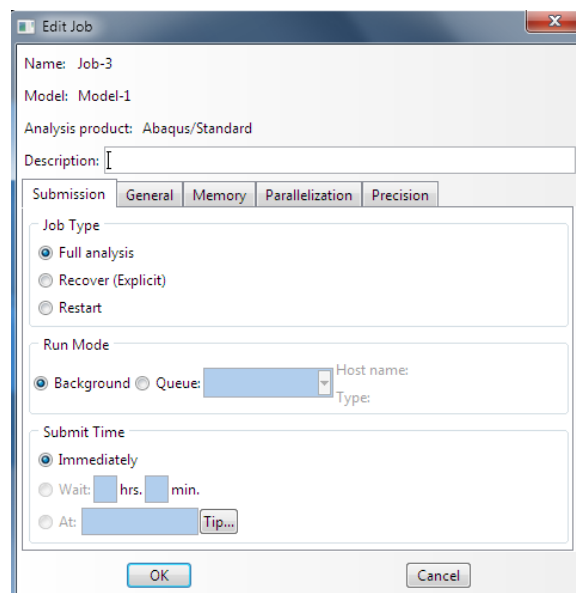 Edit Job
Name: Job-3
Model: Model-1
Analysis product: Abaqus/Standard
Description:
Submission General Memory Parallelization Precision
Job Type
Full analysis
Recover (Explicit)
Restart
Run Mode
Background Queue: Host name:
Type:
Submit Time
Immediately
Wait: hrs. min.
At: Tip...
OK Cancel